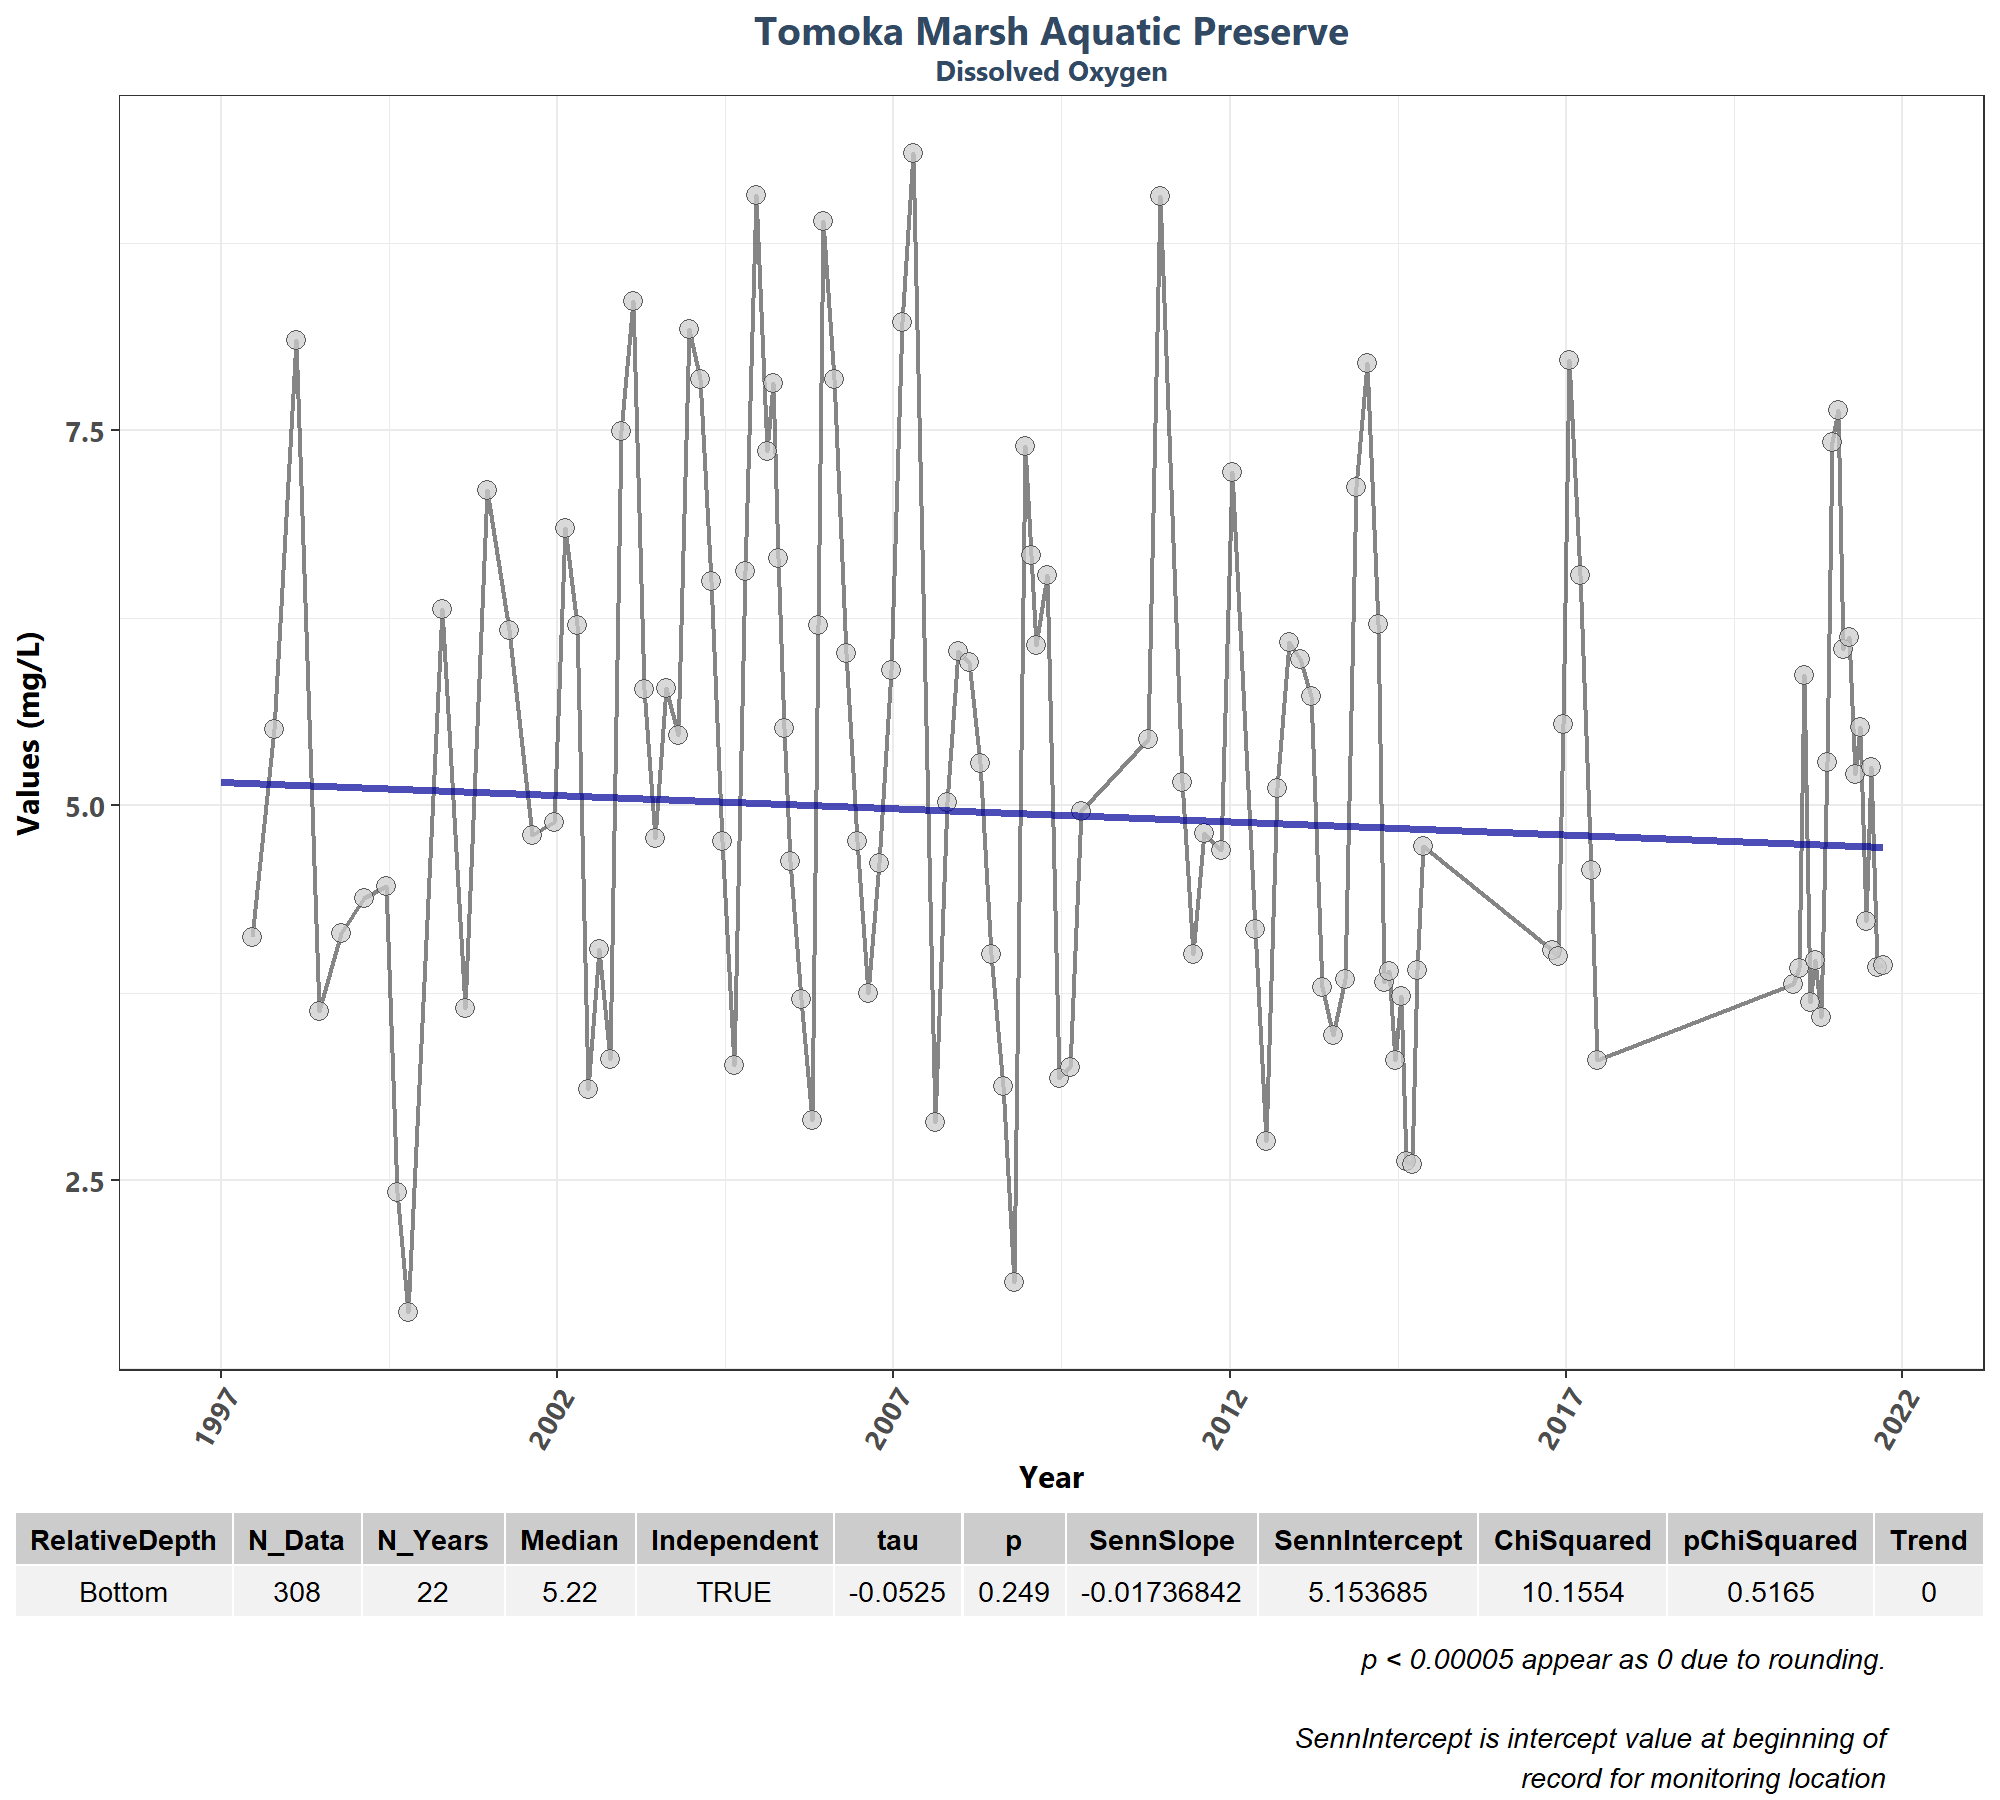 Tomoka Marsh Aquatic Preserve
Dissolved Oxygen
Values (mg/L)
7.5
5.0
2.5
1997 2002 2007 2012 2017 2022
Year
RelativeDepth N_Data N_Years Median Independent tau p SennSlope SennIntercept ChiSquared pChiSquared Trend
Bottom 308 22 5.22 TRUE -0.0525 0.249 -0.01736842 5.153685 10.1554 0.5165 0
p < 0.00005 appear as 0 due to rounding.
SennIntercept is intercept value at beginning of
record for monitoring location